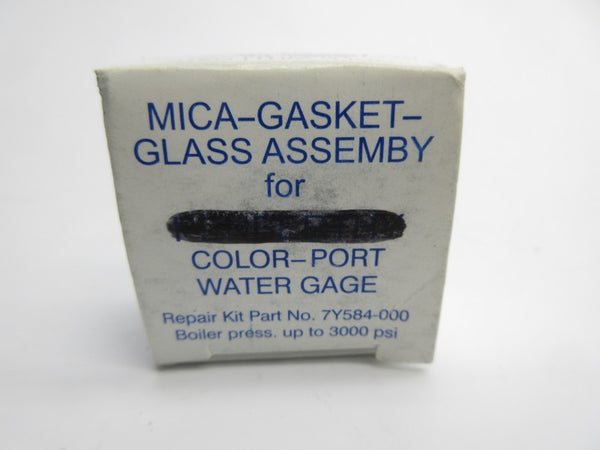 MICA–GASKET–
GLASS ASSEMBY
for
COLOR–PORT
WATER GAGE
Repair Kit Part No. 7Y584-000
Boiler press. up to 3000 psi